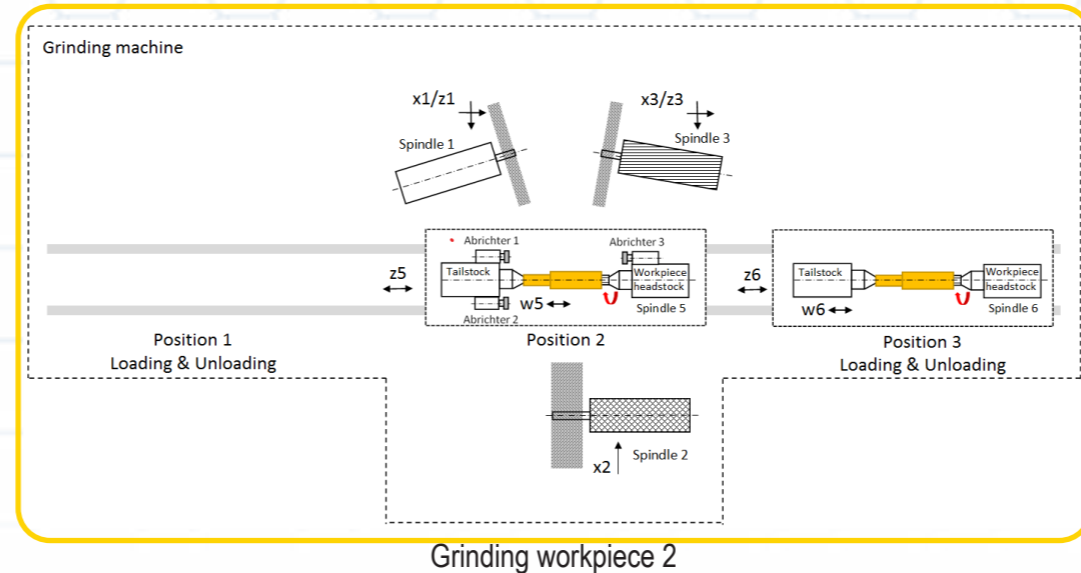 Grinding machine
x1/z1
x3/z3
Spindle 1
Spindle 3
Abrichter 1
Abrichter 3
Tailstock
Workpiece
headstock
Tailstock
Workpiece
headstock
z5
w5
z6
w6
Abrichter 2
Spindle 5
Spindle 6
Position 1
Loading & Unloading
Position 2
Position 3
Loading & Unloading
x2
Spindle 2
Grinding workpiece 2